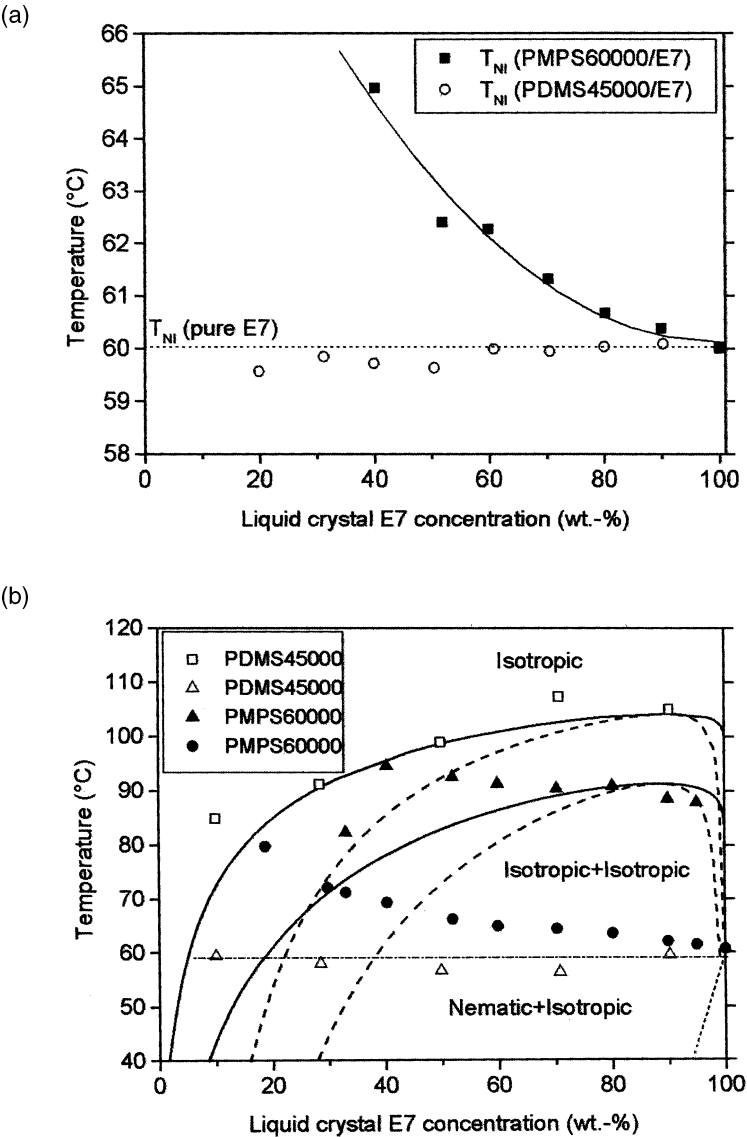 (a)
66
65
64
63
62
61
60
59
58
Temperature (°C)
T_NI (PMPS60000/E7)
T_NI (PDMS45000/E7)
T_NI (pure E7)
0 20 40 60 80 100
Liquid crystal E7 concentration (wt.-%)
(b)
120
110
100
90
80
70
60
50
40
Temperature (°C)
PDMS45000
PDMS45000
PMPS60000
PMPS60000
Isotropic
Isotropic+Isotropic
Nematic+Isotropic
0 20 40 60 80 100
Liquid crystal E7 concentration (wt.-%)